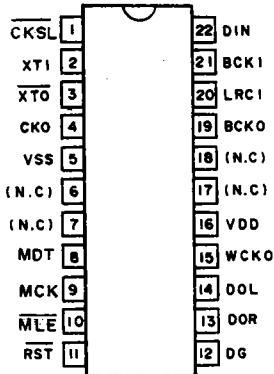 CKSL 1 22 DIN
XTI 2 21 BCKI
XTO 3 20 LRCI
CKO 4 19 BCKO
VSS 5 18 (N.C)
(N.C) 6 17 (N.C)
(N.C) 7 16 VDD
MDT 8 15 WCKO
MCK 9 14 DOL
MLE 10 13 DOR
RST 11 12 DG